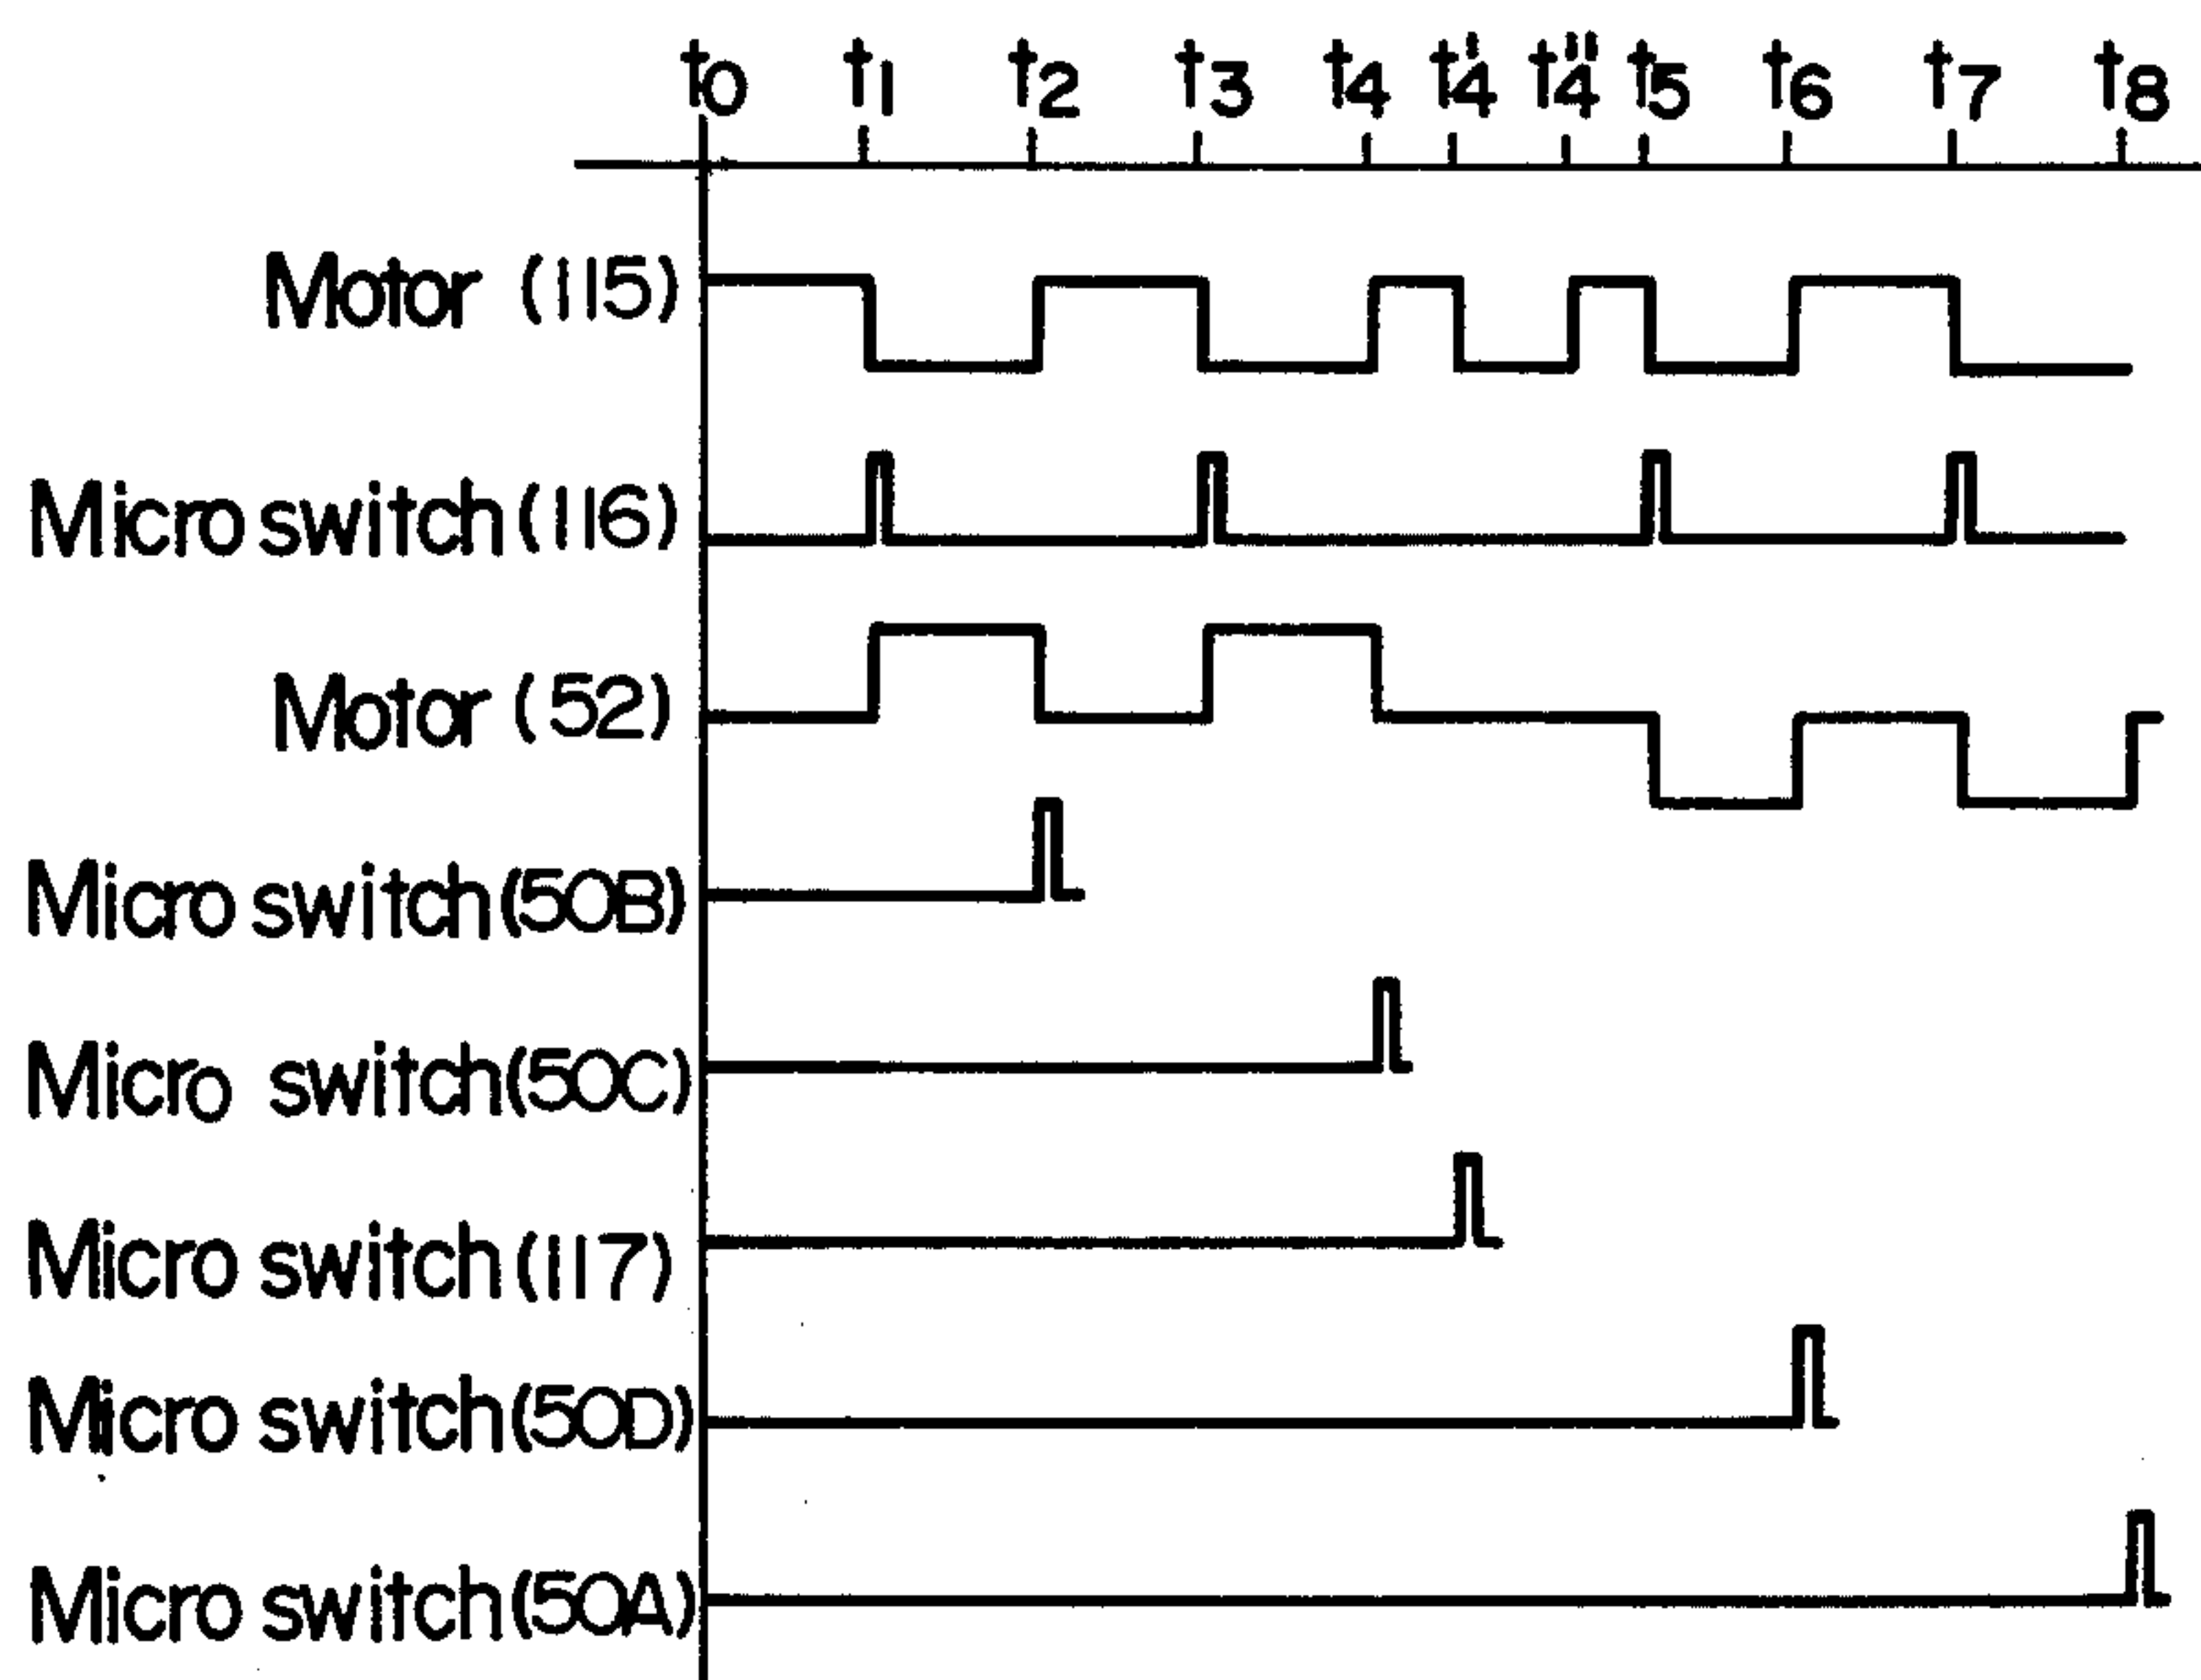 t0 t1 t2 t3 t4 t4' t4" t5 t6 t7 t8
Motor (115)
Micro switch (116)
Motor (52)
Micro switch (50B)
Micro switch (50C)
Micro switch (117)
Micro switch (50D)
Micro switch (50A)